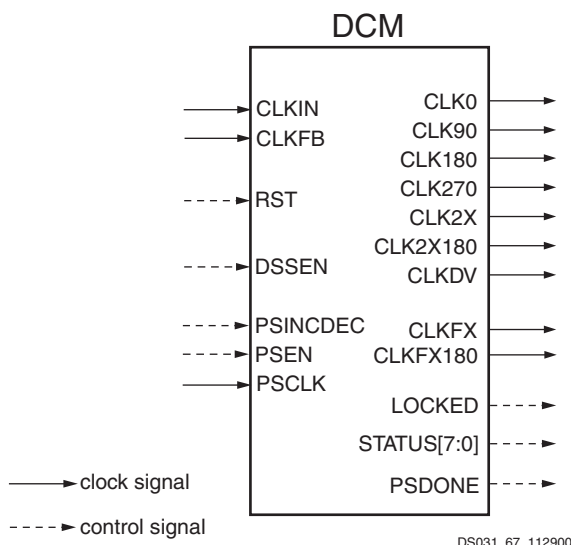 DCM
CLKIN
CLKFB
RST
DSSEN
PSINCDEC
PSEN
PSCLK
CLK0
CLK90
CLK180
CLK270
CLK2X
CLK2X180
CLKDV
CLKFX
CLKFX180
LOCKED
STATUS[7:0]
PSDONE
clock signal
control signal
DS031_67_112900